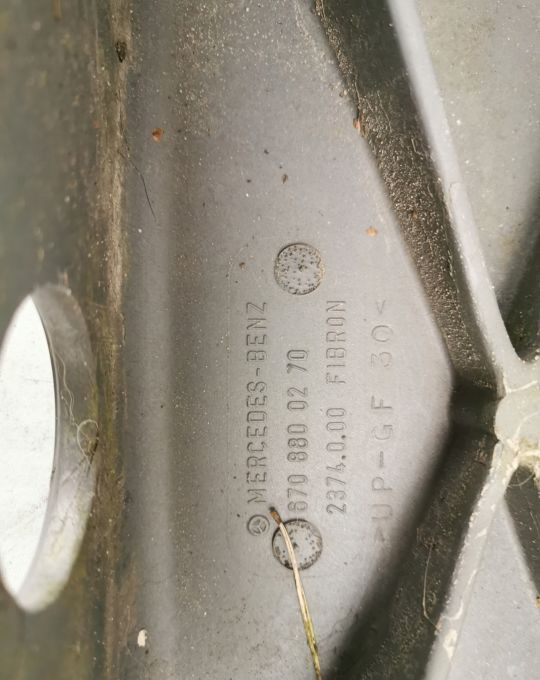 MERCEDES-BENZ
670 880 02 70
2374.0.00 FIBRON
>UP-GF 30<